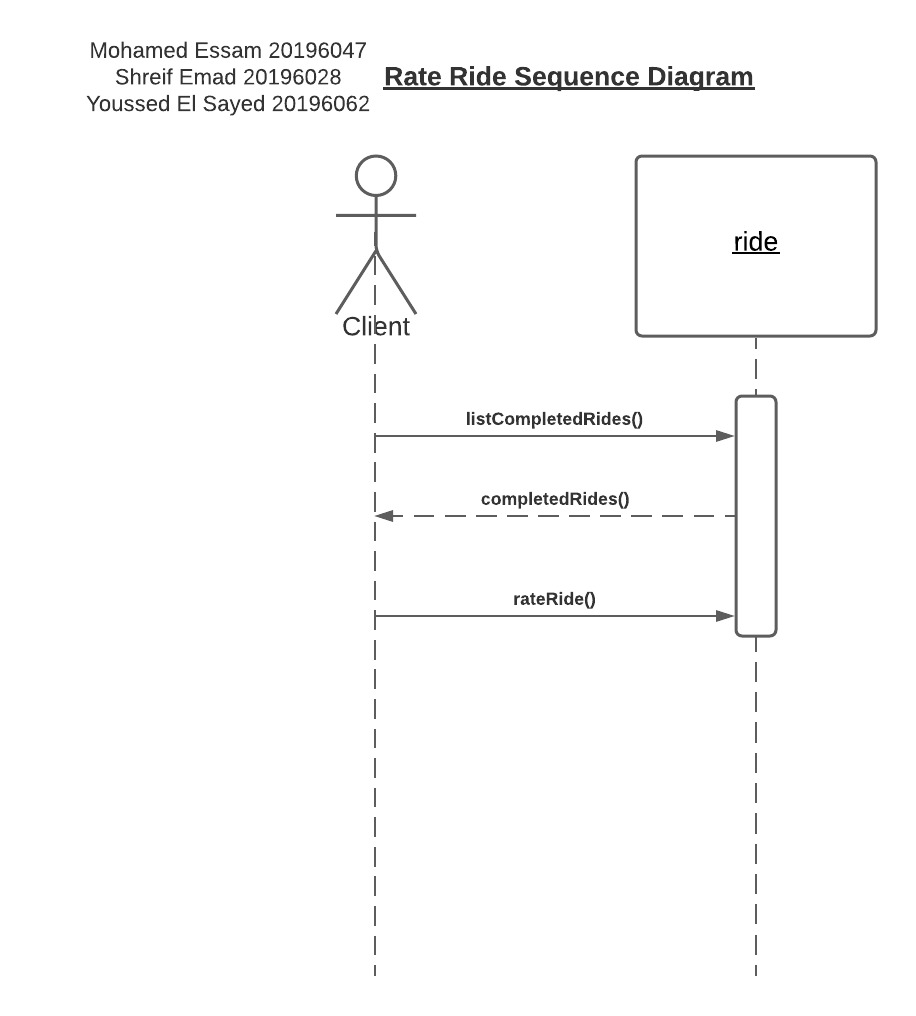 Mohamed Essam 20196047
Shreif Emad 20196028
Youssed El Sayed 20196062
Rate Ride Sequence Diagram
Client
ride
listCompletedRides()
completedRides()
rateRide()